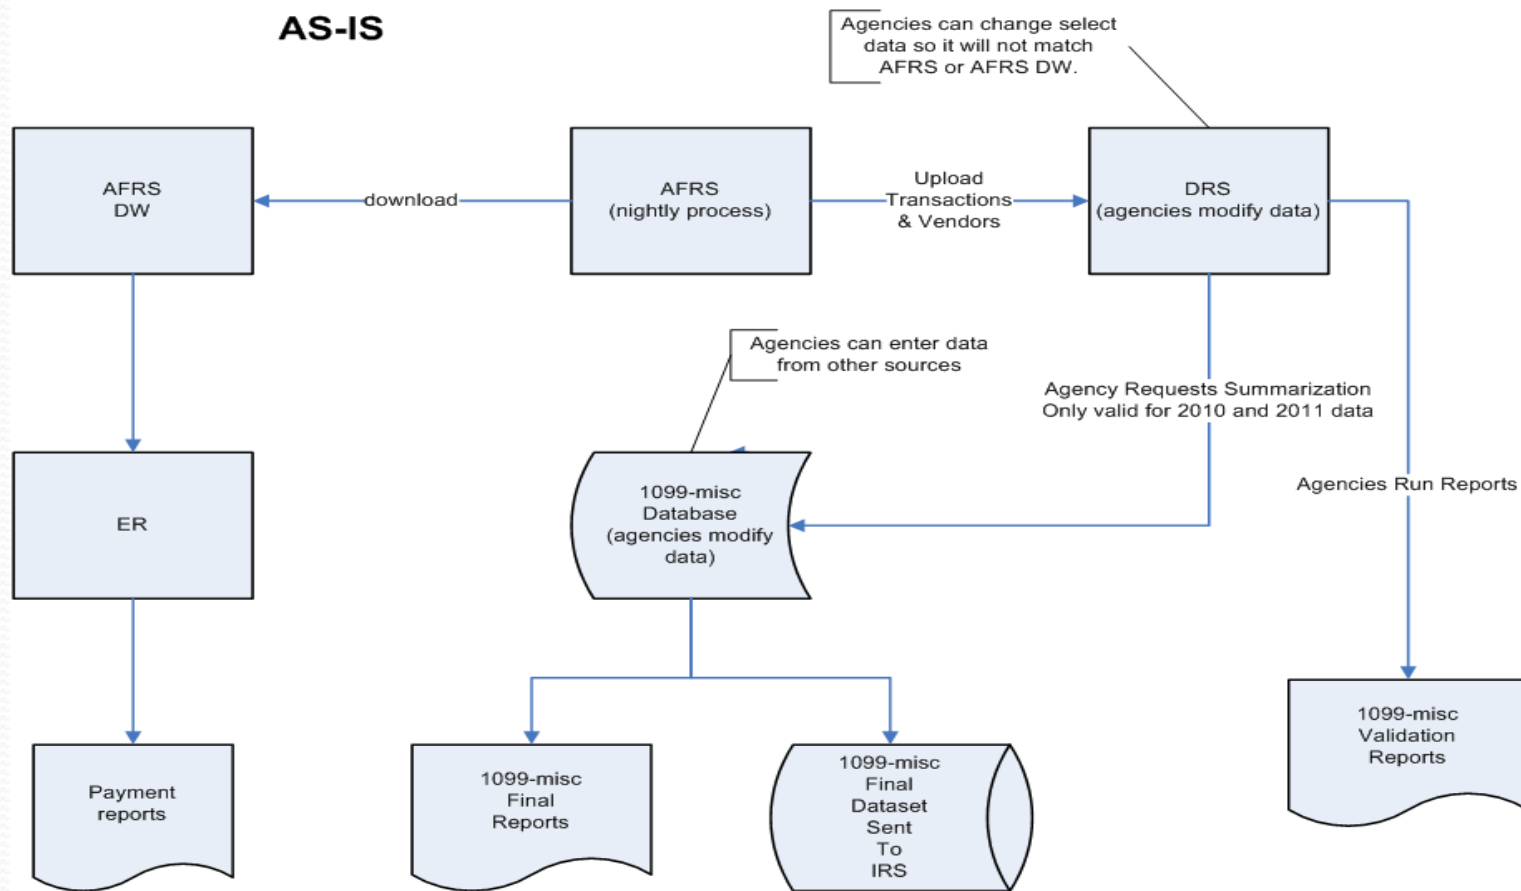 AS-IS
Agencies can change select
data so it will not match
AFRS or AFRS DW.
AFRS
DW
download
AFRS
(nightly process)
Upload
Transactions
& Vendors
DRS
(agencies modify data)
Agencies can enter data
from other sources
Agency Requests Summarization
Only valid for 2010 and 2011 data
Agencies Run Reports
ER
1099-misc
Database
(agencies modify
data)
Payment
reports
1099-misc
Final
Reports
1099-misc
Final
Dataset
Sent
To
IRS
1099-misc
Validation
Reports